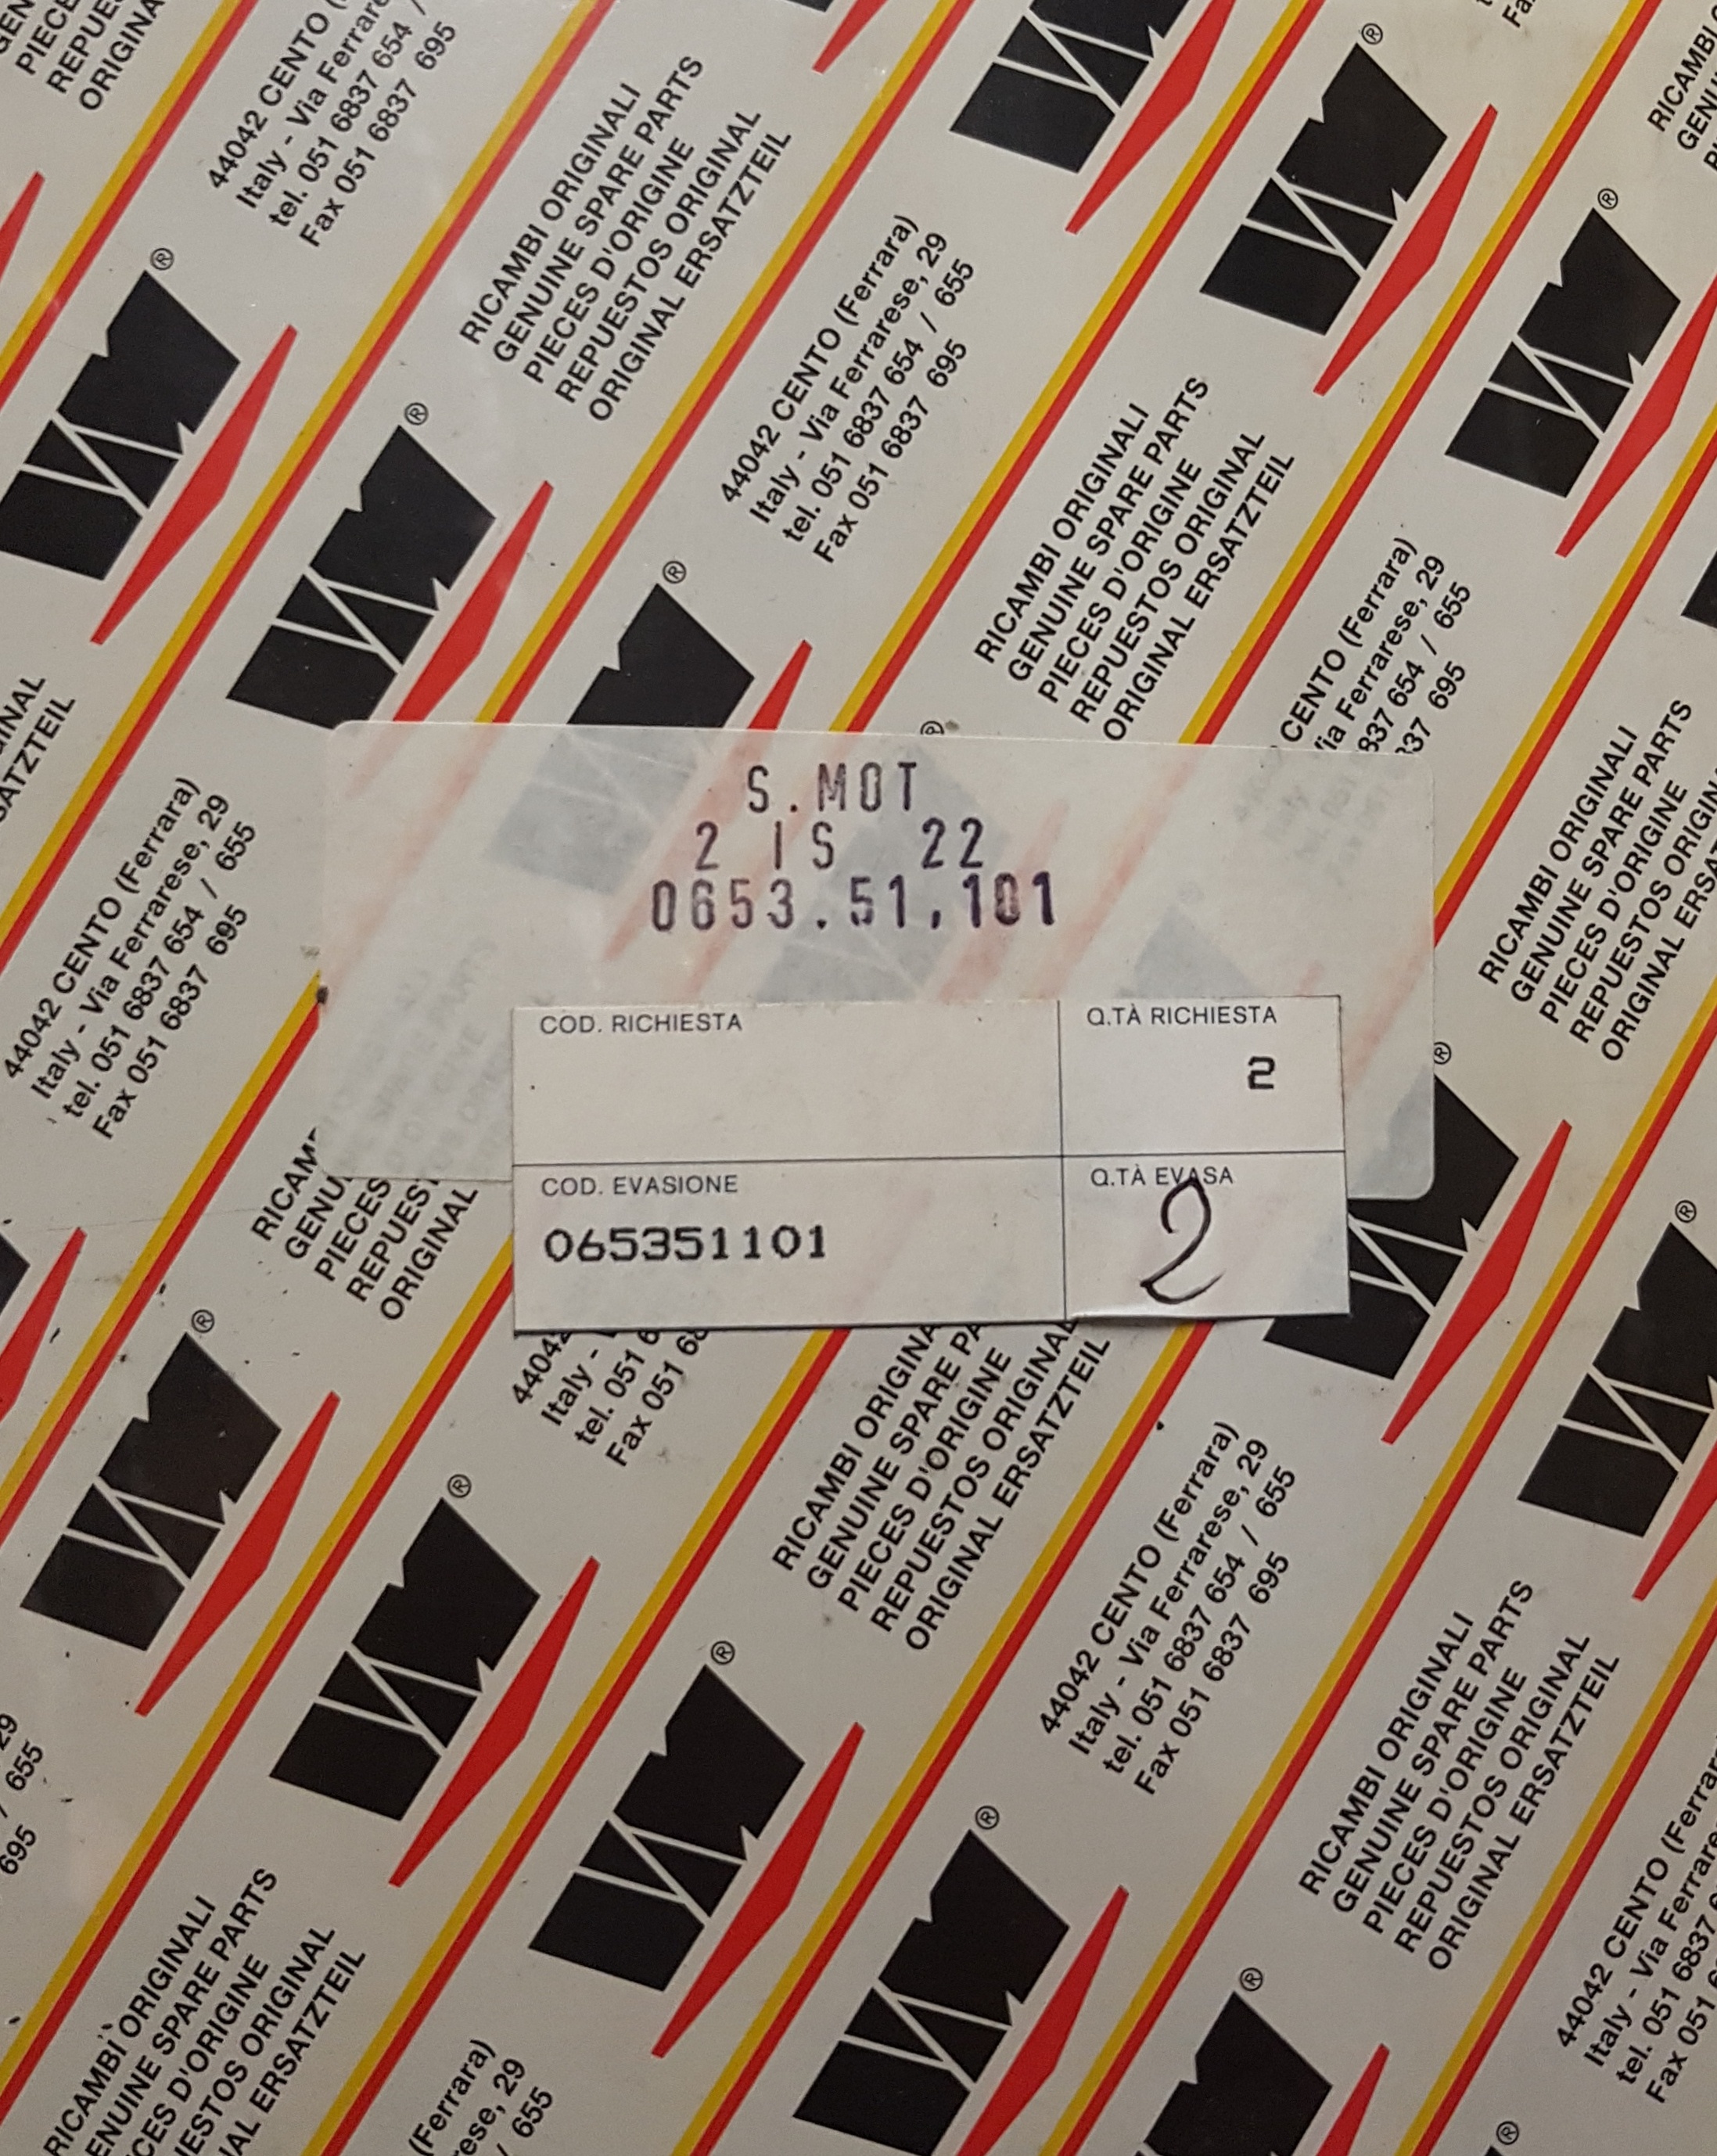 44042 CENTO (Ferrara)
Italy - Via Ferrarese, 29
tel. 051 6837 654 / 655
Fax 051 6837 695
RICAMBI ORIGINALI
GENUINE SPARE PARTS
PIECES D'ORIGINE
REPUESTOS ORIGINAL
ORIGINAL ERSATZTEIL
VM®
S.MOT
2 IS 22
0653.51.101
COD. RICHIESTA
Q.TÀ RICHIESTA
2
COD. EVASIONE
Q.TÀ EVASA
065351101
2